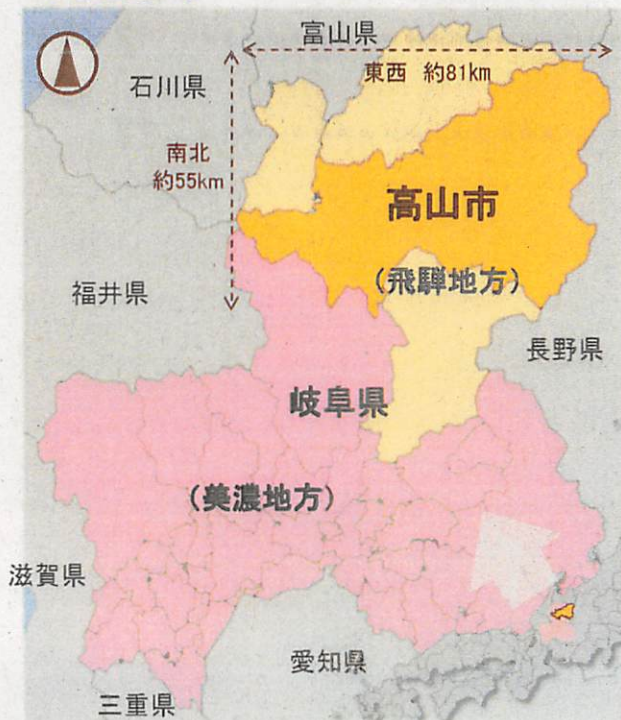 富山県
東西 約81km
石川県
南北
約55km
高山市
(飛騨地方)
福井県
長野県
岐阜県
(美濃地方)
滋賀県
愛知県
三重県